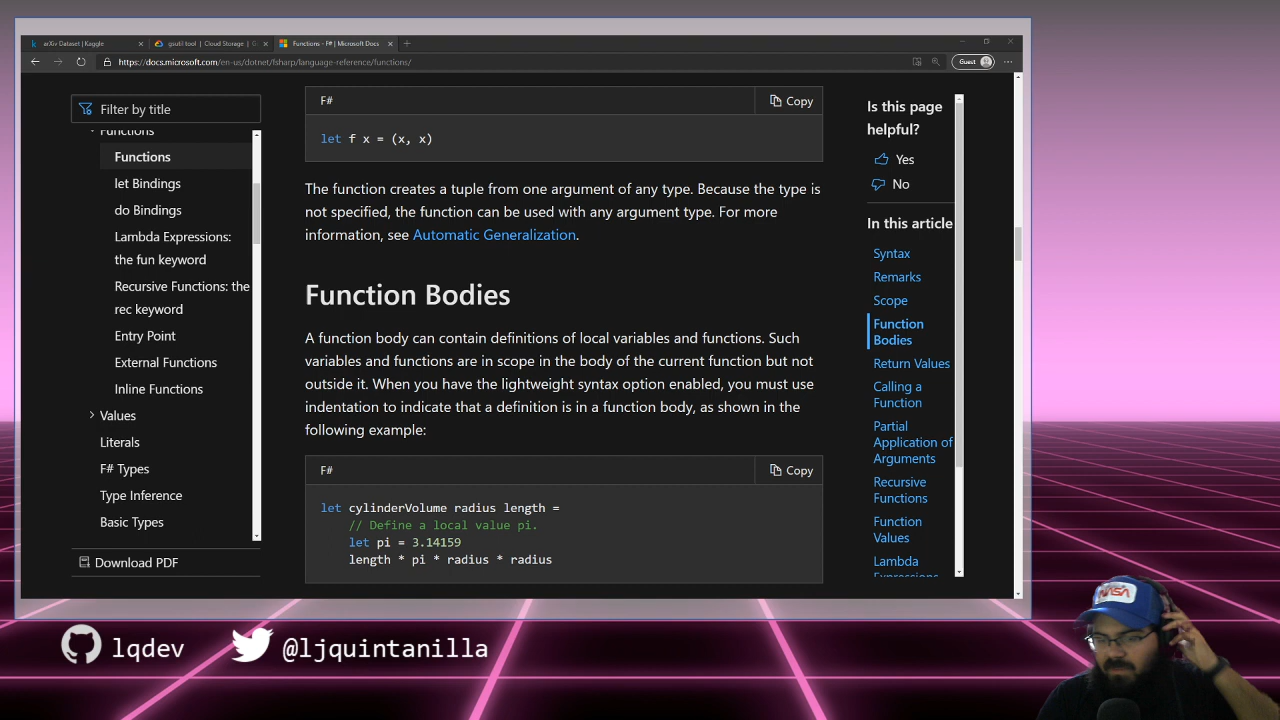 arXiv Dataset | Kaggle
gsutil tool | Cloud Storage | G
Functions - F# | Microsoft Docs
https://docs.microsoft.com/en-us/dotnet/fsharp/language-reference/functions/
Guest
Filter by title
Functions
Functions
let Bindings
do Bindings
Lambda Expressions:
the fun keyword
Recursive Functions: the
rec keyword
Entry Point
External Functions
Inline Functions
Values
Literals
F# Types
Type Inference
Basic Types
Download PDF
F#
Copy
let f x = (x, x)
The function creates a tuple from one argument of any type. Because the type is
not specified, the function can be used with any argument type. For more
information, see Automatic Generalization.
Function Bodies
A function body can contain definitions of local variables and functions. Such
variables and functions are in scope in the body of the current function but not
outside it. When you have the lightweight syntax option enabled, you must use
indentation to indicate that a definition is in a function body, as shown in the
following example:
F#
Copy
let cylinderVolume radius length =
// Define a local value pi.
let pi = 3.14159
length * pi * radius * radius
Is this page
helpful?
Yes
No
In this article
Syntax
Remarks
Scope
Function
Bodies
Return Values
Calling a
Function
Partial
Application of
Arguments
Recursive
Functions
Function
Values
Lambda
Expressions
NASA
lqdev
@ljquintanilla